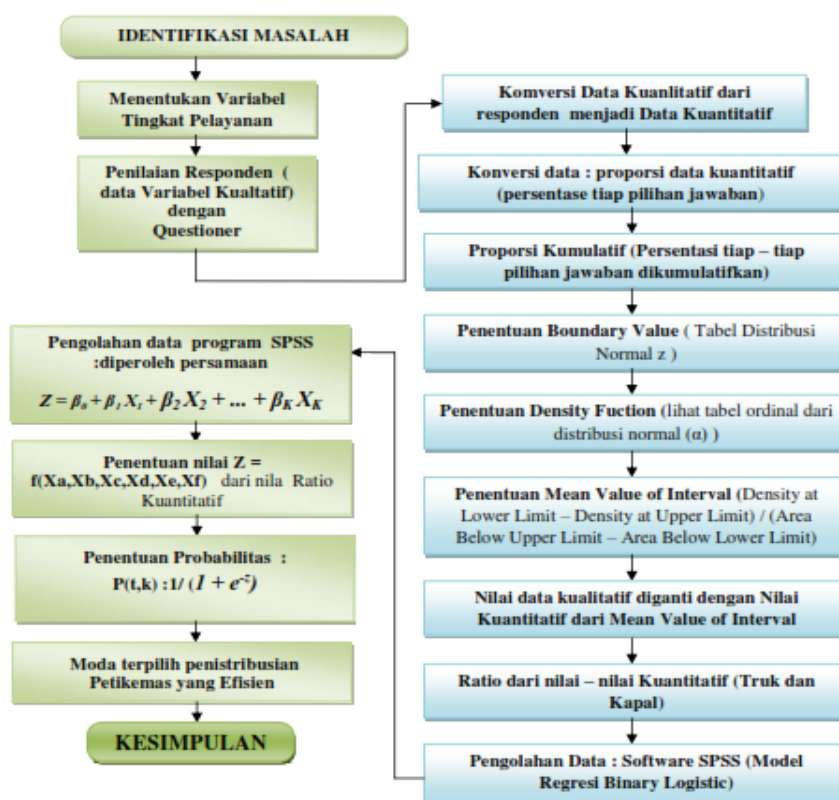 IDENTIFIKASI MASALAH
Menentukan Variabel
Tingkat Pelayanan
Penilaian Responden (
data Variabel Kualtatif)
dengan
Questioner
Komversi Data Kuanlitatif dari
responden menjadi Data Kuantitatif
Konversi data : proporsi data kuantitatif
(persentase tiap pilihan jawaban)
Proporsi Kumulatif (Persentasi tiap – tiap
pilihan jawaban dikumulatifkan)
Penentuan Boundary Value ( Tabel Distribusi
Normal z )
Penentuan Density Fuction (lihat tabel ordinal dari
distribusi normal (α) )
Penentuan Mean Value of Interval (Density at
Lower Limit – Density at Upper Limit) / (Area
Below Upper Limit – Area Below Lower Limit)
Nilai data kualitatif diganti dengan Nilai
Kuantitatif dari Mean Value of Interval
Ratio dari nilai – nilai Kuantitatif (Truk dan
Kapal)
Pengolahan Data : Software SPSS (Model
Regresi Binary Logistic)
Pengolahan data program SPSS
:diperoleh persamaan
Z = β₀ + β₁ X₁ + β₂ X₂ + ... + β_K X_K
Penentuan nilai Z =
f(Xa,Xb,Xc,Xd,Xe,Xf) dari nila Ratio
Kuantitatif
Penentuan Probabilitas :
P(t,k) :1/ (1 + e⁻ᶻ)
Moda terpilih penistribusian
Petikemas yang Efisien
KESIMPULAN